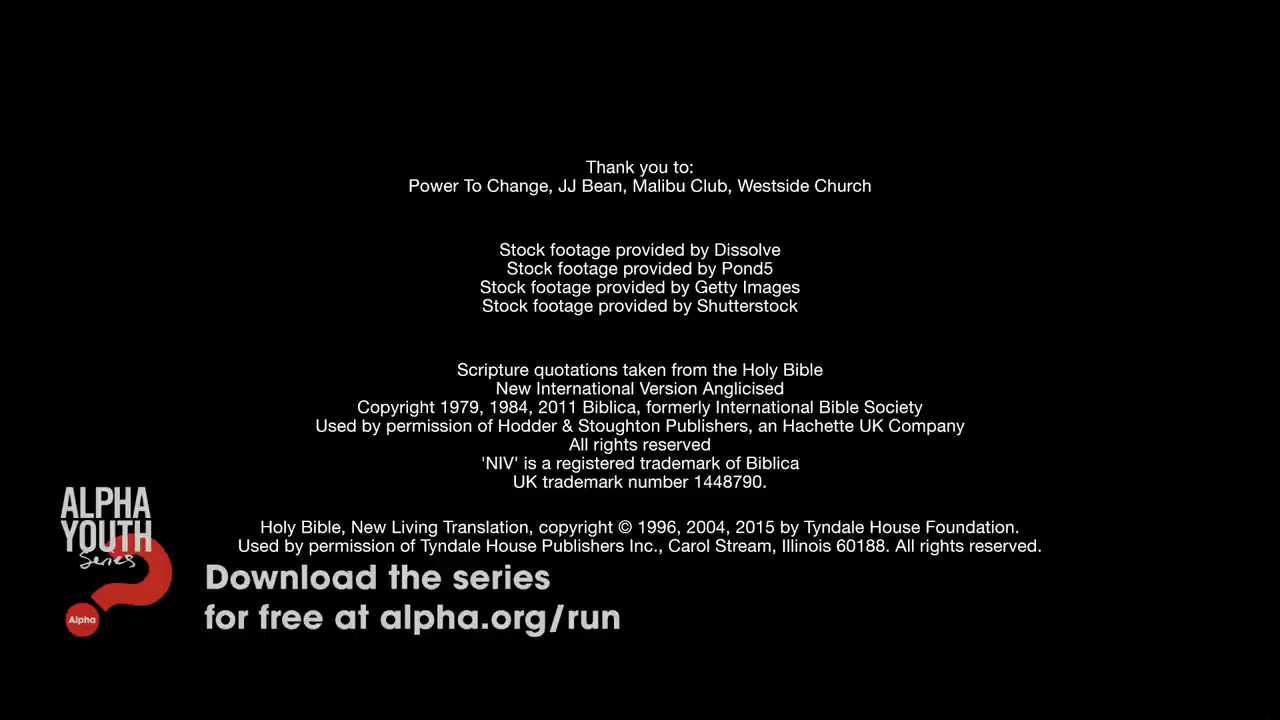 Thank you to:
Power To Change, JJ Bean, Malibu Club, Westside Church
Stock footage provided by Dissolve
Stock footage provided by Pond5
Stock footage provided by Getty Images
Stock footage provided by Shutterstock
Scripture quotations taken from the Holy Bible
New International Version Anglicised
Copyright 1979, 1984, 2011 Biblica, formerly International Bible Society
Used by permission of Hodder & Stoughton Publishers, an Hachette UK Company
All rights reserved
'NIV' is a registered trademark of Biblica
UK trademark number 1448790.
Holy Bible, New Living Translation, copyright © 1996, 2004, 2015 by Tyndale House Foundation.
Used by permission of Tyndale House Publishers Inc., Carol Stream, Illinois 60188. All rights reserved.
ALPHA
YOUTH
Series
Alpha
Download the series
for free at alpha.org/run